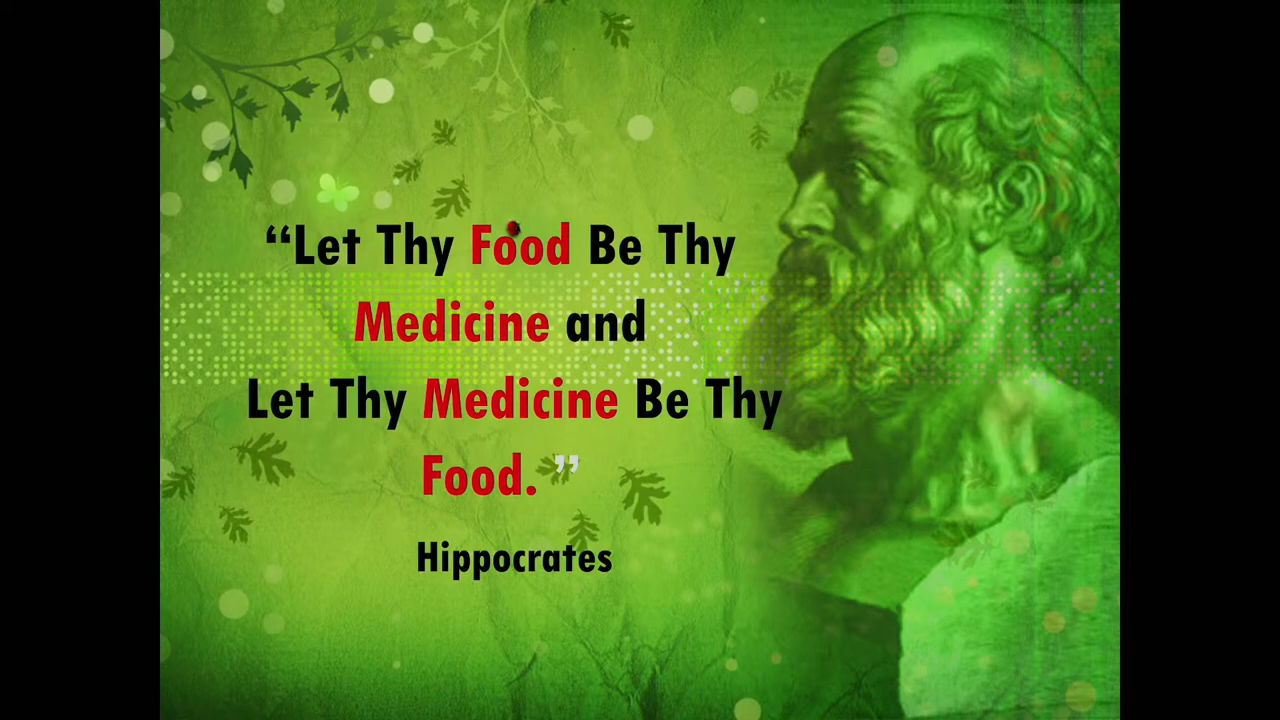 “Let Thy Food Be Thy
Medicine and
Let Thy Medicine Be Thy
Food.”
Hippocrates